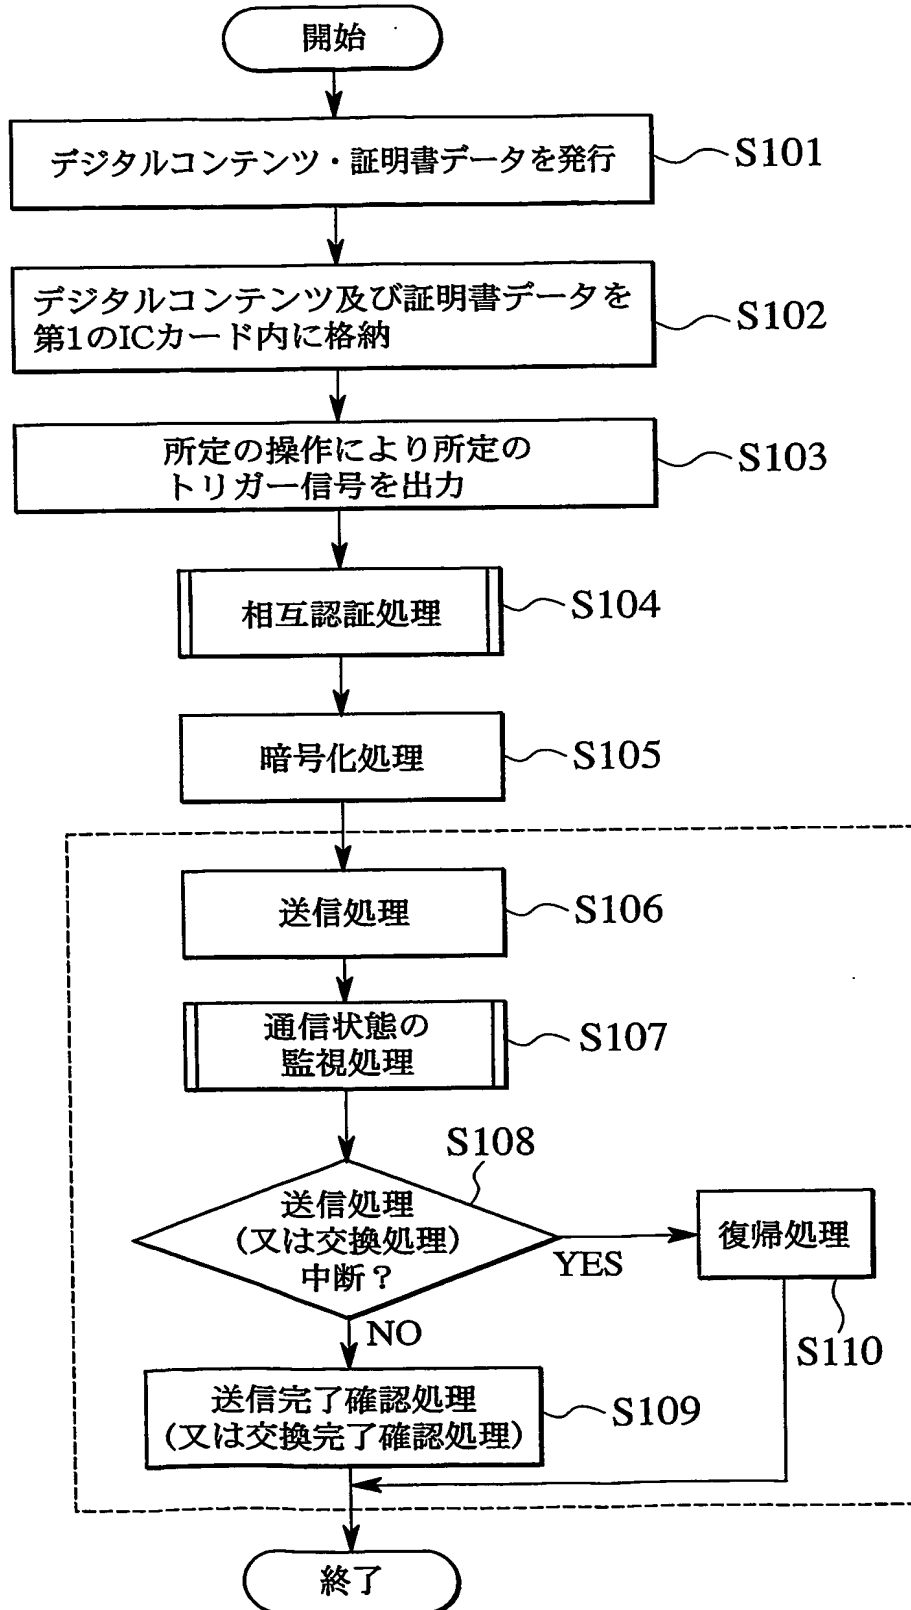 開始
デジタルコンテンツ・証明書データを発行
S101
デジタルコンテンツ及び証明書データを
第1のICカード内に格納
S102
所定の操作により所定の
トリガー信号を出力
S103
相互認証処理
S104
暗号化処理
S105
送信処理
S106
通信状態の
監視処理
S107
S108
送信処理
(又は交換処理)
中断?
YES
復帰処理
S110
NO
送信完了確認処理
(又は交換完了確認処理)
S109
終了